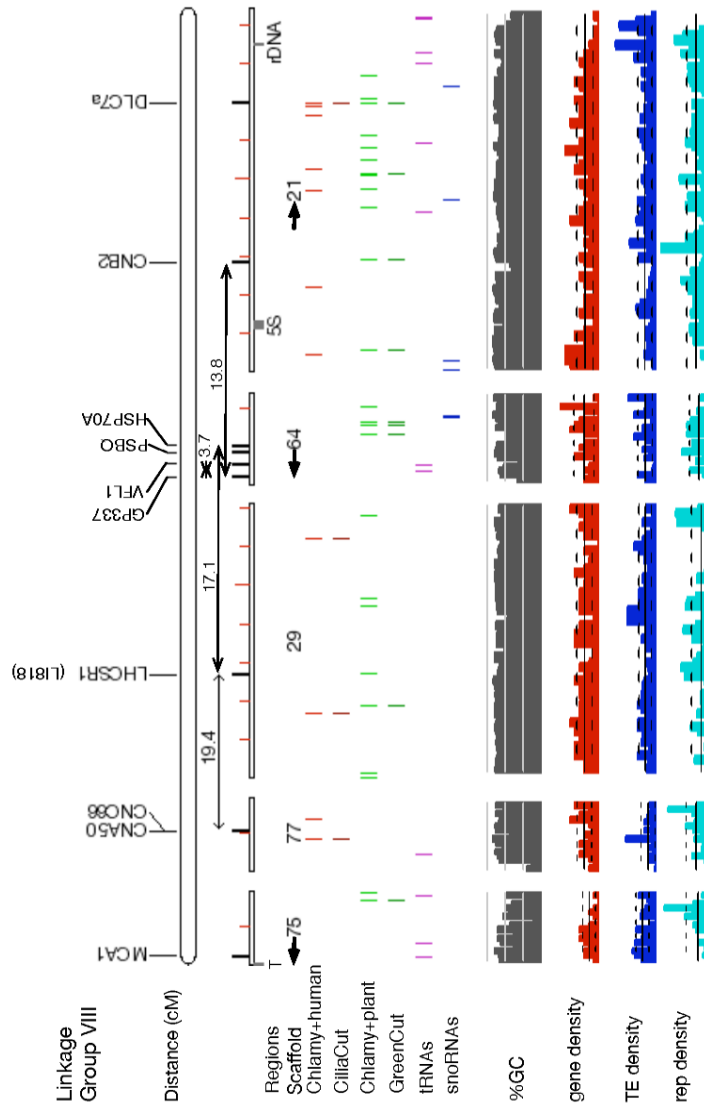 Linkage
Group VIII
MCA1
CNA50
CNC66
LHCSR1
(LI818)
GP337
VFL1
PSBO
HSP70A
CNB2
DLC7a
Distance (cM)
19.4
17.1
3.7
13.8
Regions
T
5S
rDNA
Scaffold
75
77
29
64
21
Chlamy+human
CiliaCut
Chlamy+plant
GreenCut
tRNAs
snoRNAs
%GC
gene density
TE density
rep density